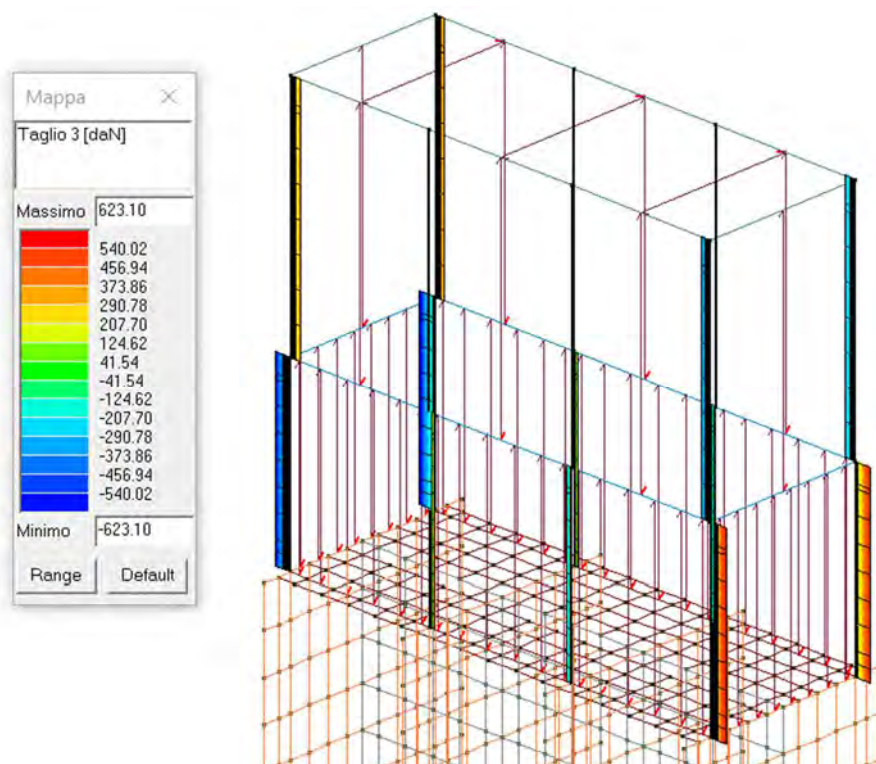 Mappa
Taglio 3 [daN]
Massimo 623.10
540.02
456.94
373.86
290.78
207.70
124.62
41.54
-41.54
-124.62
-207.70
-290.78
-373.86
-456.94
-540.02
Minimo -623.10
Range Default